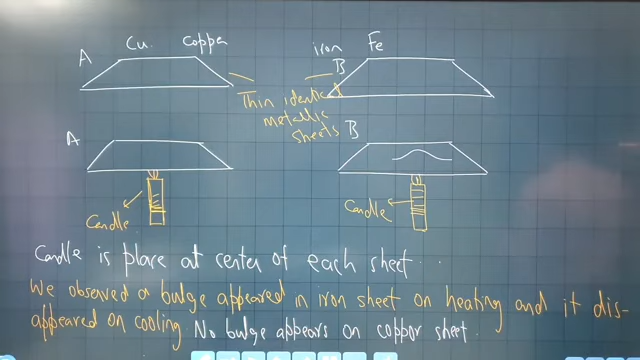 A Cu. copper iron Fe
B
Thin identical
metallic
sheets
A B
Candle Candle
Candle is place at center of each sheet...
We observed a bulge appeared in iron sheet on heating and it dis-
appeared on cooling. No bulge appears on copper sheet.